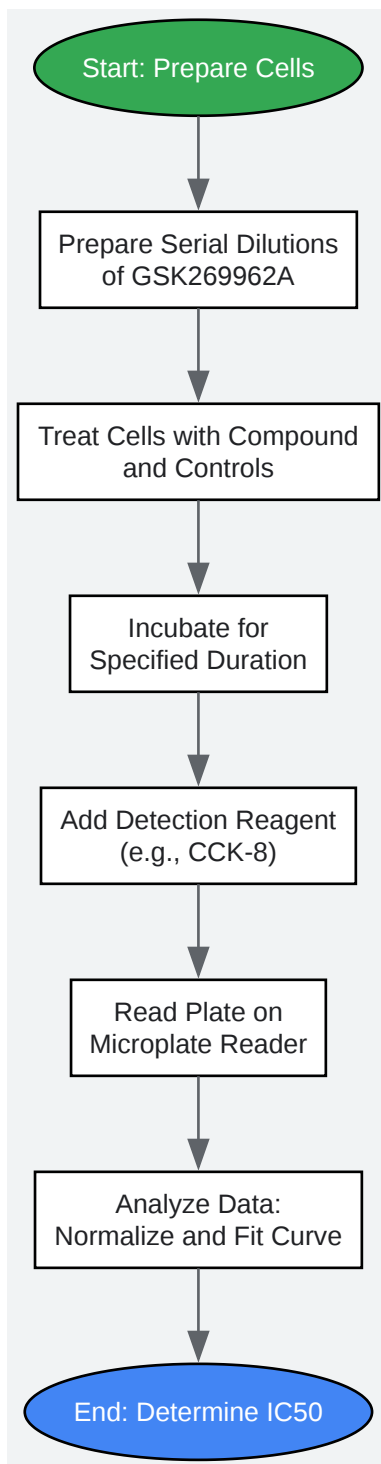 Start: Prepare Cells
Prepare Serial Dilutions
of GSK269962A
Treat Cells with Compound
and Controls
Incubate for
Specified Duration
Add Detection Reagent
(e.g., CCK-8)
Read Plate on
Microplate Reader
Analyze Data:
Normalize and Fit Curve
End: Determine IC50